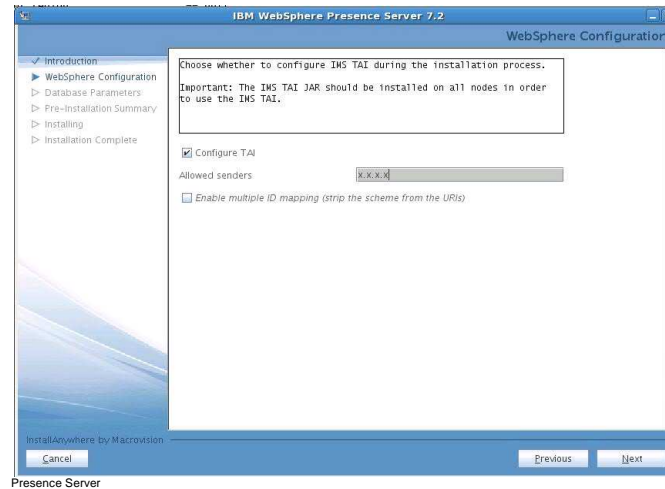 IBM WebSphere Presence Server 7.2
WebSphere Configuration
Introduction
WebSphere Configuration
Database Parameters
Pre-Installation Summary
Installing
Installation Complete
Choose whether to configure IMS TAI during the installation process.
Important: The IMS TAI JAR should be installed on all nodes in order
to use the IMS TAI.
Configure TAI
Allowed senders x.x.x.x
Enable multiple ID mapping (strip the scheme from the URIs)
InstallAnywhere by Macrovision
Cancel
Previous
Next
Presence Server